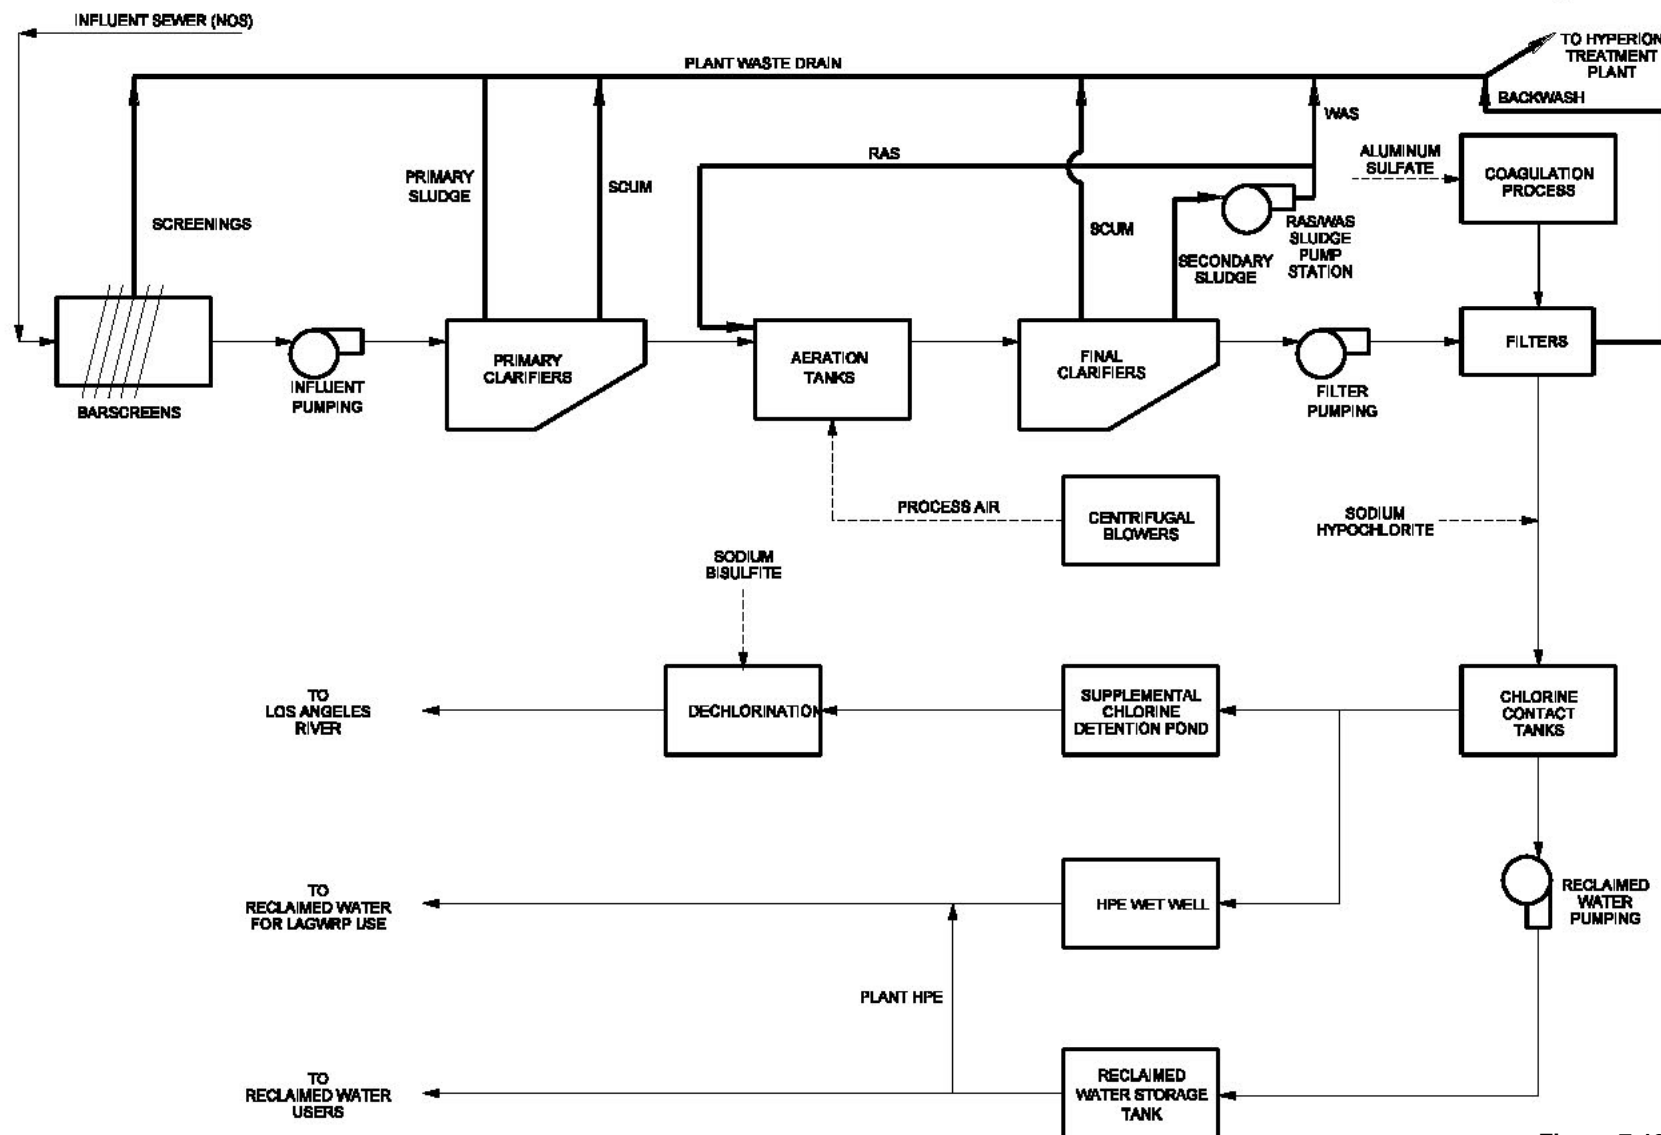 INFLUENT SEWER (NOS)
TO HYPERION
TREATMENT
PLANT
PLANT WASTE DRAIN
BACKWASH
WAS
RAS
ALUMINUM
SULFATE
COAGULATION
PROCESS
PRIMARY
SLUDGE
SCUM
SCREENINGS
SCUM
RAS/WAS
SLUDGE
PUMP
STATION
SECONDARY
SLUDGE
BARSCREENS
INFLUENT
PUMPING
PRIMARY
CLARIFIERS
AERATION
TANKS
FINAL
CLARIFIERS
FILTER
PUMPING
FILTERS
PROCESS AIR
CENTRIFUGAL
BLOWERS
SODIUM
HYPOCHLORITE
SODIUM
BISULFITE
TO
LOS ANGELES
RIVER
DECHLORINATION
SUPPLEMENTAL
CHLORINE
DETENTION POND
CHLORINE
CONTACT
TANKS
TO
RECLAIMED WATER
FOR LAGWRP USE
HPE WET WELL
RECLAIMED
WATER
PUMPING
PLANT HPE
TO
RECLAIMED WATER
USERS
RECLAIMED
WATER STORAGE
TANK